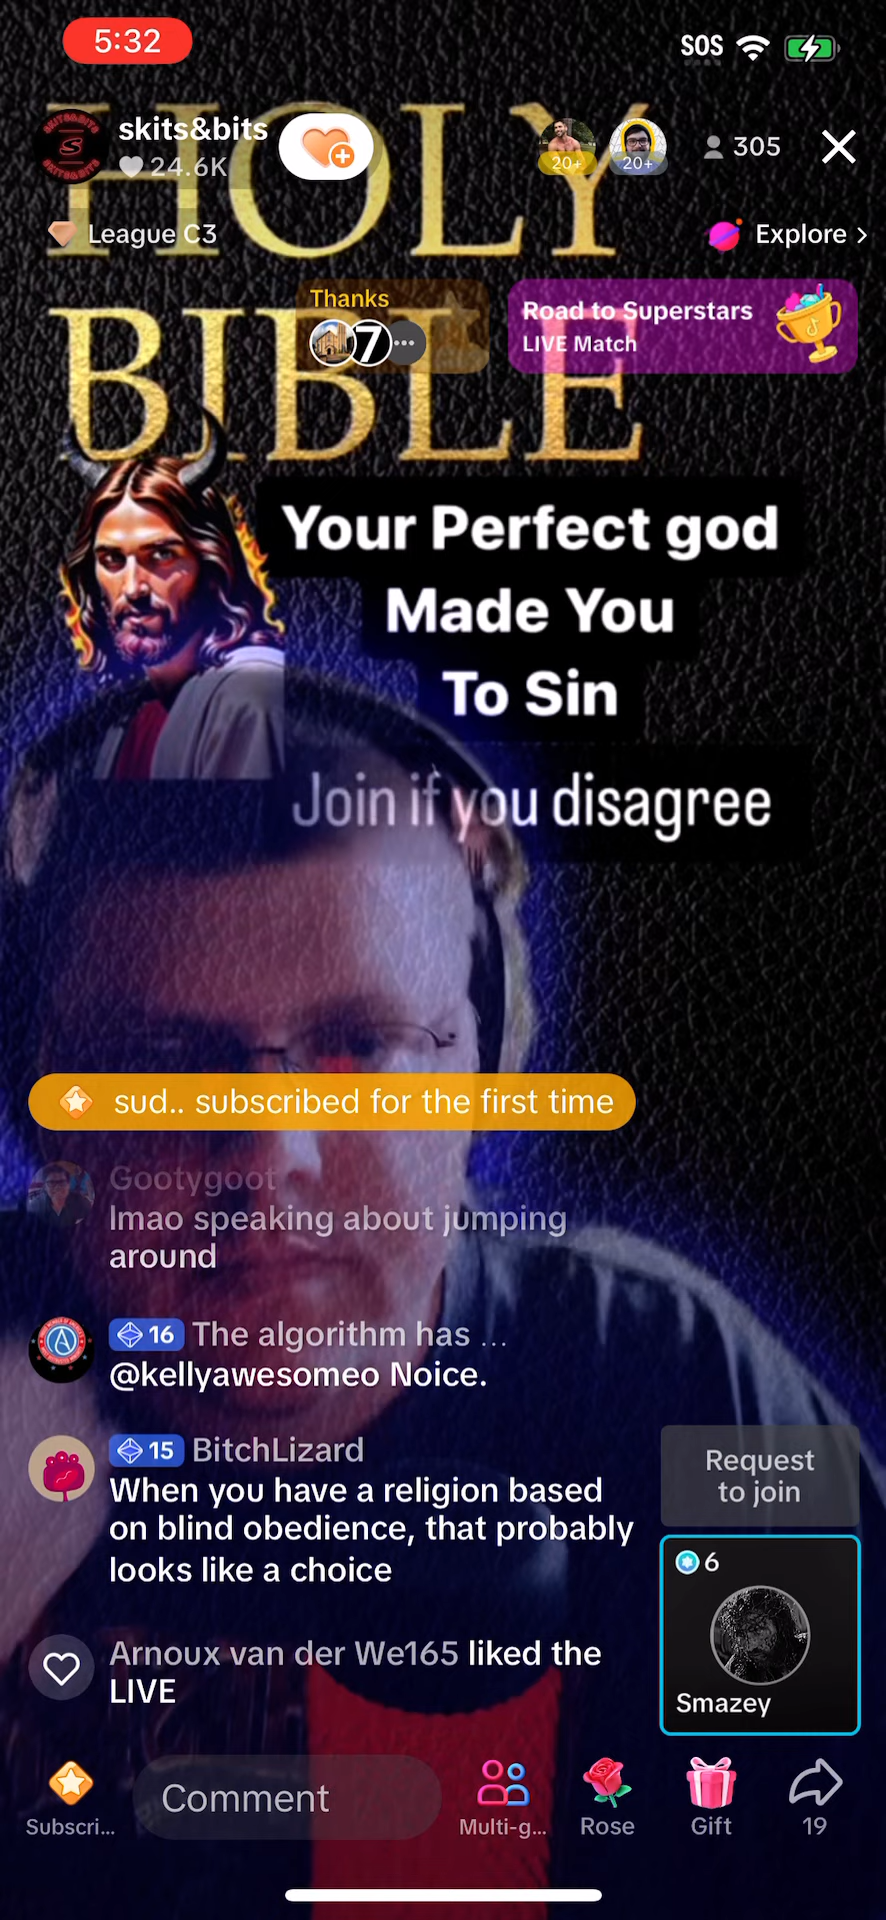 5:32
SOS
HOLY
skits&bits
24.6K
20+
20+
305
League C3
Explore >
Thanks
7
Road to Superstars
LIVE Match
BIBLE
Your Perfect god
Made You
To Sin
Join if you disagree
sud.. subscribed for the first time
Gootygoot
lmao speaking about jumping
around
16 The algorithm has ...
@kellyawesomeo Noice.
15 BitchLizard
When you have a religion based
on blind obedience, that probably
looks like a choice
Request
to join
6
Smazey
Arnoux van der We165 liked the
LIVE
Subscri...
Comment
Multi-g...
Rose
Gift
19